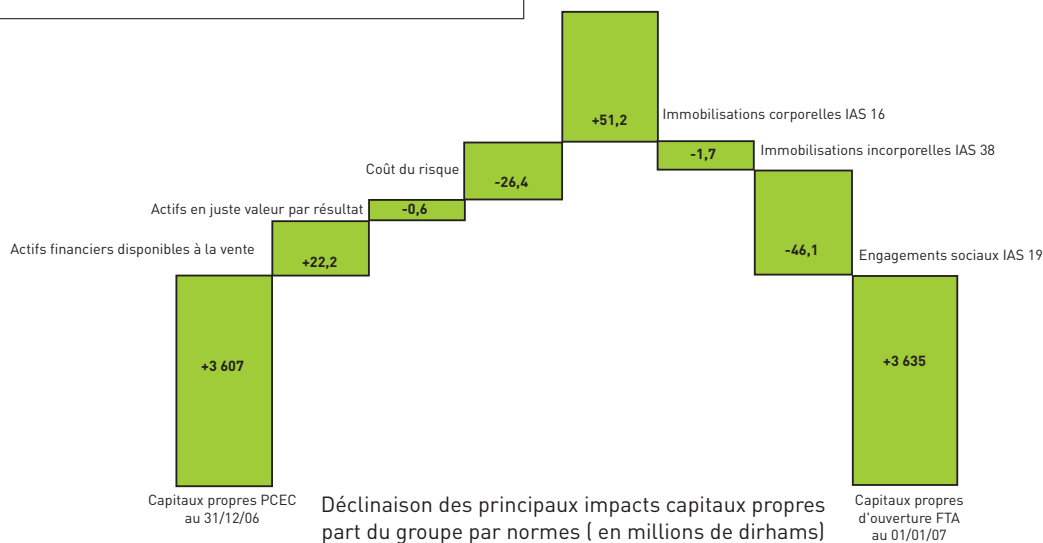 +51,2
Immobilisations corporelles IAS 16
-1,7
Immobilisations incorporelles IAS 38
Coût du risque
-26,4
Actifs en juste valeur par résultat
-0,6
Actifs financiers disponibles à la vente
+22,2
-46,1
Engagements sociaux IAS 19
+3 607
+3 635
Capitaux propres PCEC
au 31/12/06
Déclinaison des principaux impacts capitaux propres
part du groupe par normes ( en millions de dirhams)
Capitaux propres
d'ouverture FTA
au 01/01/07